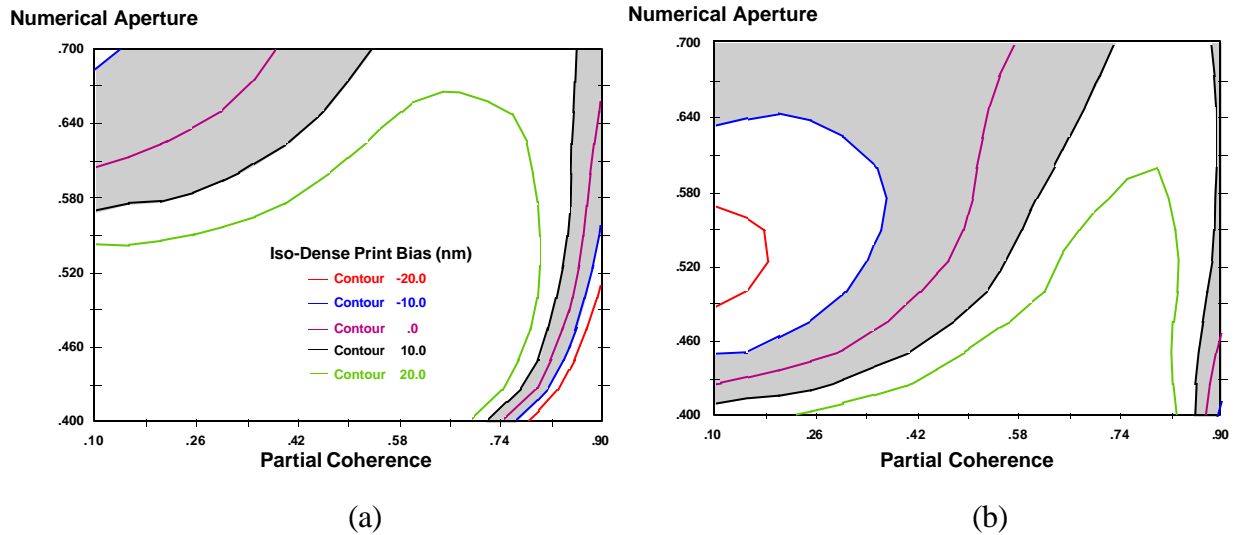 Numerical Aperture
.700
.640
.580
.520
.460
.400
.10
.26
.42
.58
.74
.90
Partial Coherence
Iso-Dense Print Bias (nm)
Contour -20.0
Contour -10.0
Contour .0
Contour 10.0
Contour 20.0
(a)
Numerical Aperture
.700
.640
.580
.520
.460
.400
.10
.26
.42
.58
.74
.90
Partial Coherence
(b)